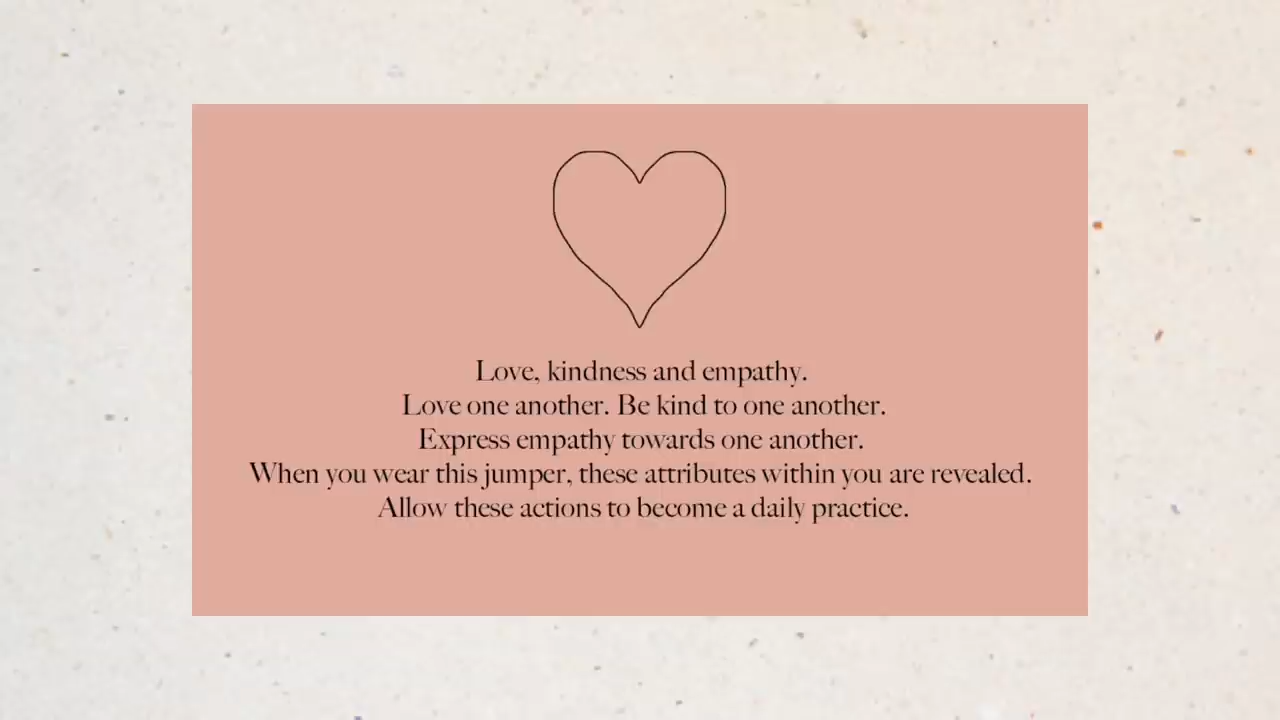 Love, kindness and empathy.
Love one another. Be kind to one another.
Express empathy towards one another.
When you wear this jumper, these attributes within you are revealed.
Allow these actions to become a daily practice.